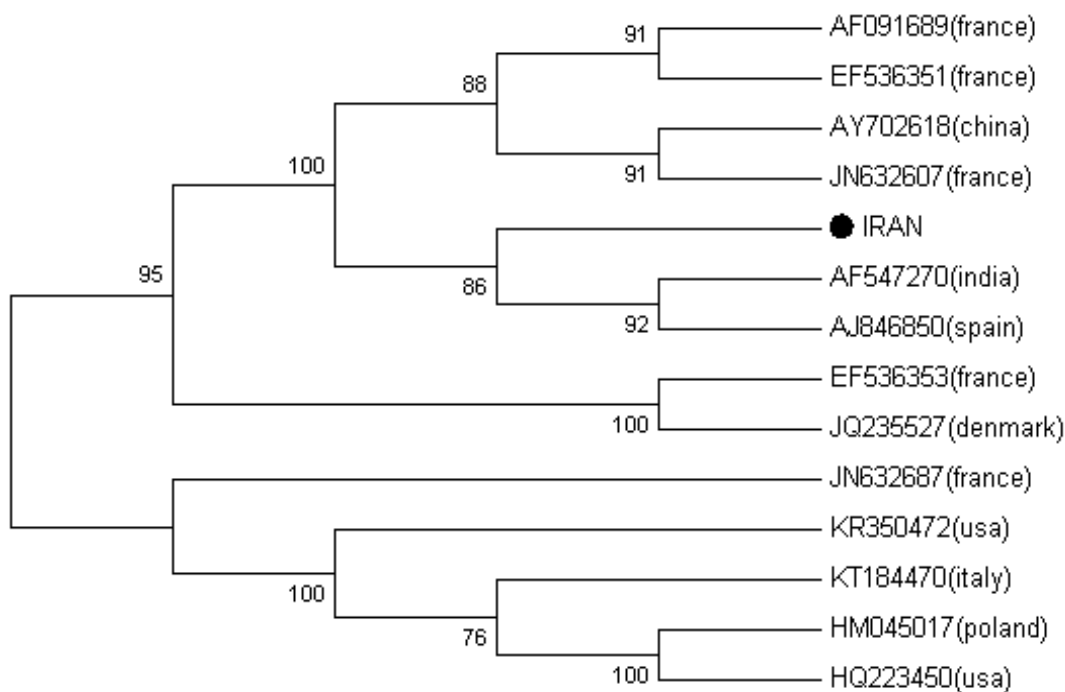 91
AF091689(france)
EF536351(france)
88
AY702618(china)
91
JN632607(france)
100
IRAN
95
86
AF547270(india)
92
AJ846850(spain)
EF536353(france)
100
JQ235527(denmark)
JN632687(france)
KR350472(usa)
100
KT184470(italy)
76
HM045017(poland)
100
HQ223450(usa)